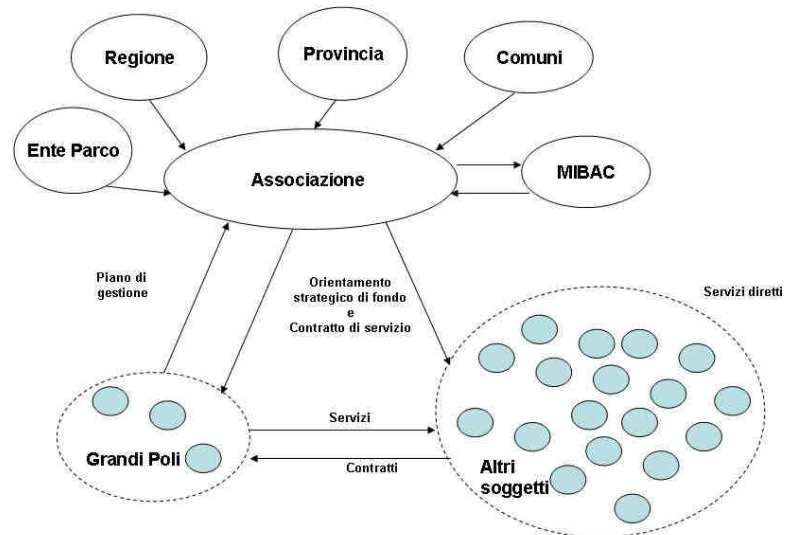 Regione
Provincia
Comuni
Ente Parco
Associazione
MIBAC
Piano di
gestione
Orientamento
strategico di fondo
e
Contratto di servizio
Servizi diretti
Servizi
Grandi Poli
Contratti
Altri
soggetti